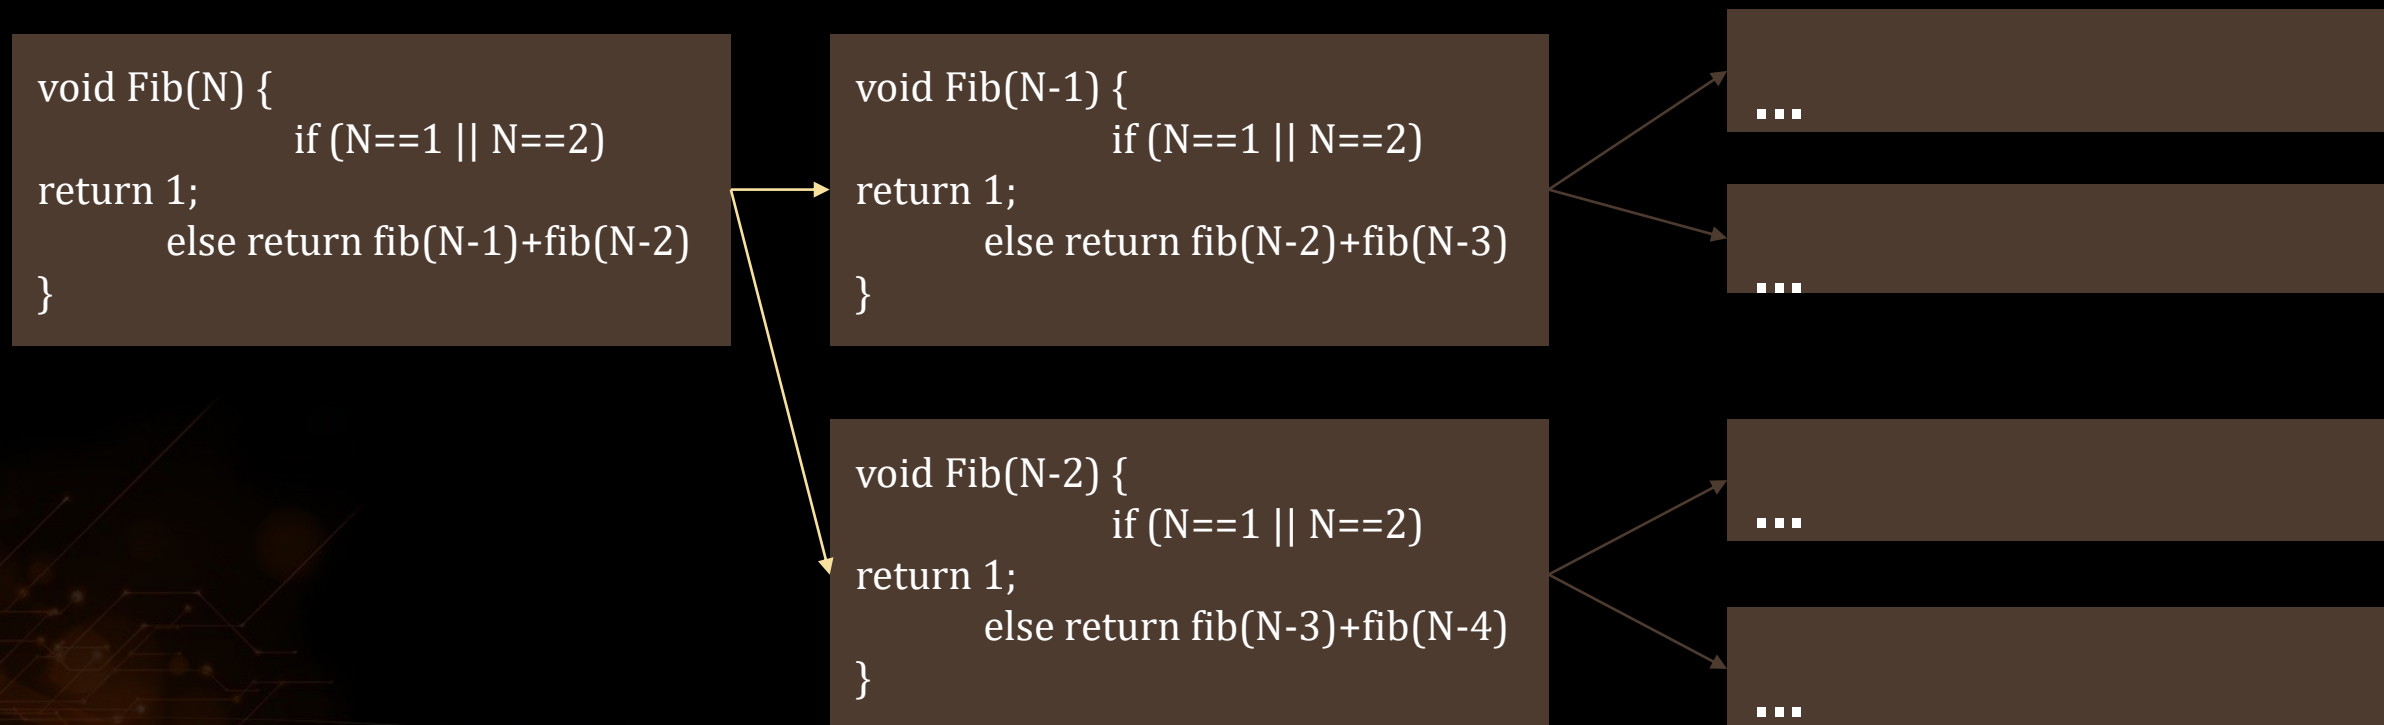 void Fib(N) {
if (N==1 || N==2)
return 1;
else return fib(N-1)+fib(N-2)
}
void Fib(N-1) {
if (N==1 || N==2)
return 1;
else return fib(N-2)+fib(N-3)
}
void Fib(N-2) {
if (N==1 || N==2)
return 1;
else return fib(N-3)+fib(N-4)
}
...
...
...
...